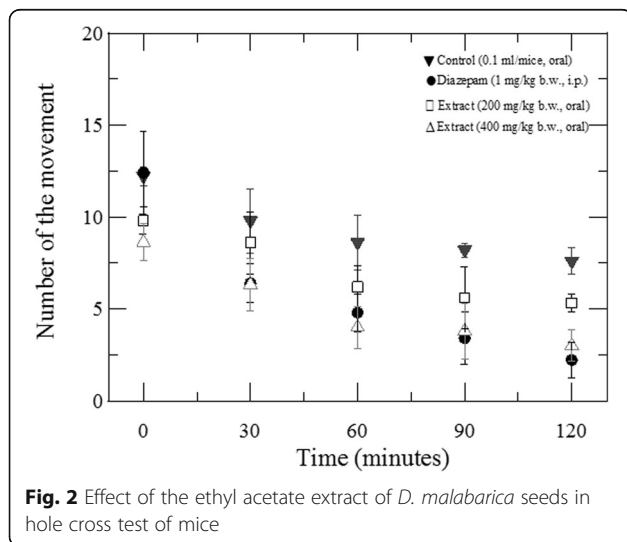 Control (0.1 ml/mice, oral)
Diazepam (1 mg/kg b.w., i.p.)
Extract (200 mg/kg b.w., oral)
Extract (400 mg/kg b.w., oral)
20
15
10
5
0
Number of the movement
0 30 60 90 120
Time (minutes)
Fig. 2 Effect of the ethyl acetate extract of D. malabarica seeds in
hole cross test of mice